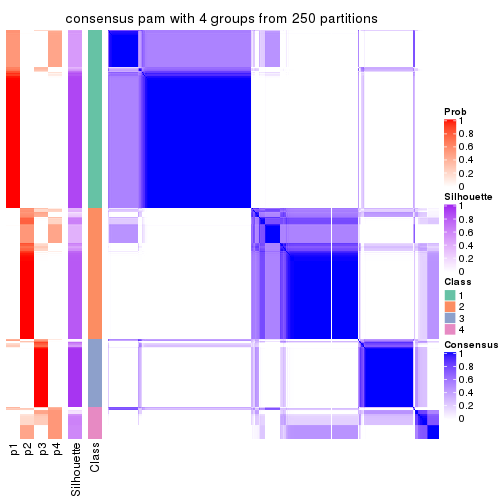 consensus pam with 4 groups from 250 partitions
Prob
1
0.8
0.6
0.4
0.2
0
Silhouette
1
0.8
0.6
0.4
0.2
0
Class
1
2
3
4
Consensus
1
0.8
0.6
0.4
0.2
0
p1
p2
p3
p4
Silhouette
Class